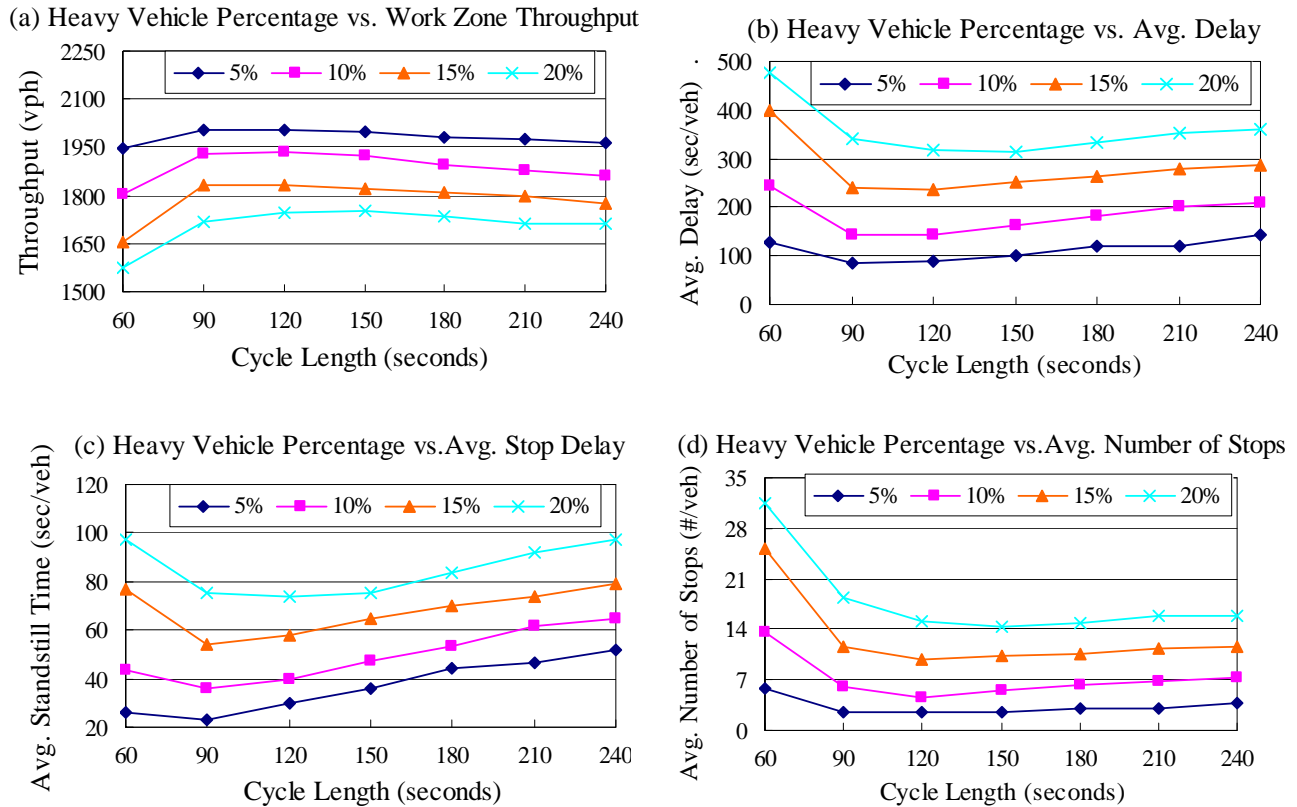 (a) Heavy Vehicle Percentage vs. Work Zone Throughput
2250
2100
1950
1800
1650
1500
Throughput (vph)
5% 10% 15% 20%
60 90 120 150 180 210 240
Cycle Length (seconds)
(b) Heavy Vehicle Percentage vs. Avg. Delay
500
400
300
200
100
0
Avg. Delay (sec/veh) .
5% 10% 15% 20%
60 90 120 150 180 210 240
Cycle Length (seconds)
(c) Heavy Vehicle Percentage vs.Avg. Stop Delay
120
100
80
60
40
20
Avg. Standstill Time (sec/veh)
5% 10% 15% 20%
60 90 120 150 180 210 240
Cycle Length (seconds)
(d) Heavy Vehicle Percentage vs.Avg. Number of Stops
35
28
21
14
7
0
Avg. Number of Stops (#/veh)
5% 10% 15% 20%
60 90 120 150 180 210 240
Cycle Length (seconds)